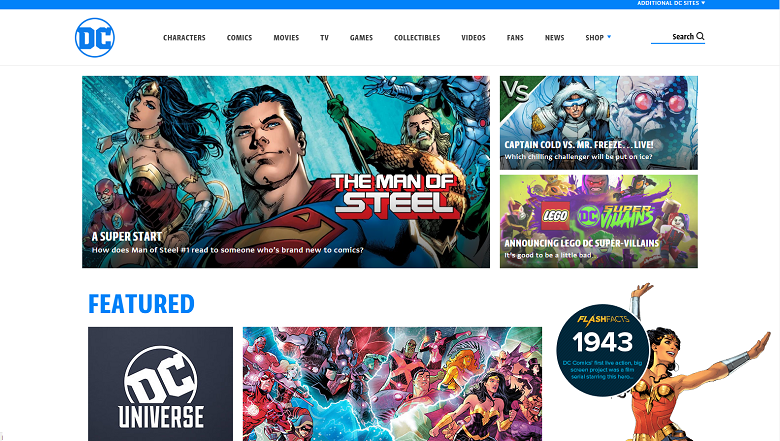 ADDITIONAL DC SITES
DC
CHARACTERS COMICS MOVIES TV GAMES COLLECTIBLES VIDEOS FANS NEWS SHOP
Search
THE MAN OF
STEEL
A SUPER START
How does Man of Steel #1 read to someone who's brand new to comics?
VS
CAPTAIN COLD VS. MR. FREEZE...LIVE!
Which chilling challenger will be put on ice?
LEGO DC SUPER-VILLAINS
ANNOUNCING LEGO DC SUPER-VILLAINS
It's good to be a little bad.
FEATURED
DC
UNIVERSE
FLASHFACTS
1943
DC Comics' first live action, big
screen project was a film
serial starring this hero...